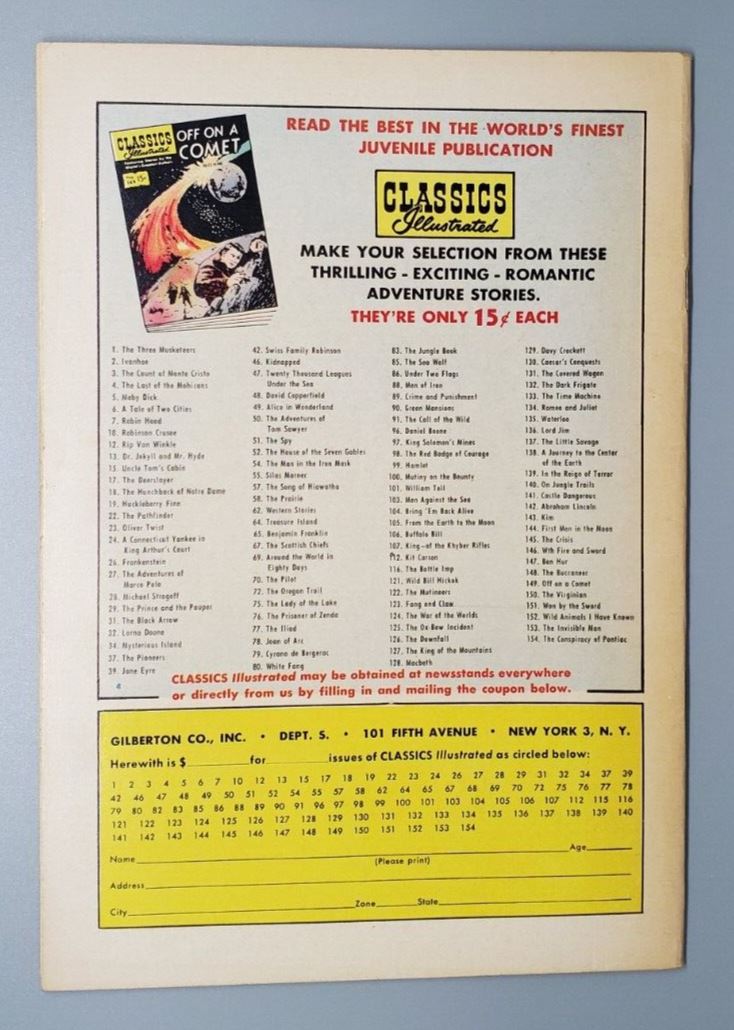 CLASSICS
Illustrated
Featuring Stories by the
World's Greatest Authors
OFF ON A
COMET
15¢
READ THE BEST IN THE WORLD'S FINEST
JUVENILE PUBLICATION
CLASSICS
Illustrated
MAKE YOUR SELECTION FROM THESE
THRILLING - EXCITING - ROMANTIC
ADVENTURE STORIES.
THEY'RE ONLY 15¢ EACH
1. The Three Musketeers
2. Ivanhoe
3. The Count of Monte Cristo
4. The Last of the Mohicans
5. Moby Dick
6. A Tale of Two Cities
7. Robin Hood
10. Robinson Crusoe
12. Rip Van Winkle
13. Dr. Jekyll and Mr. Hyde
15. Uncle Tom's Cabin
17. The Deerslayer
18. The Hunchback of Notre Dame
19. Huckleberry Finn
22. The Pathfinder
23. Oliver Twist
24. A Connecticut Yankee in
King Arthur's Court
26. Frankenstein
27. The Adventures of
Marco Polo
28. Michael Strogoff
29. The Prince and the Pauper
31. The Black Arrow
32. Lorna Doone
34. Mysterious Island
37. The Pioneers
39. Jane Eyre
42. Swiss Family Robinson
46. Kidnapped
47. Twenty Thousand Leagues
Under the Sea
48. David Copperfield
49. Alice in Wonderland
50. The Adventures of
Tom Sawyer
51. The Spy
52. The House of the Seven Gables
54. The Man in the Iron Mask
55. Silas Marner
57. The Song of Hiawatha
58. The Prairie
62. Western Stories
64. Treasure Island
65. Benjamin Franklin
67. The Scottish Chiefs
69. Around the World in
Eighty Days
70. The Pilot
72. The Oregon Trail
75. The Lady of the Lake
76. The Prisoner of Zenda
77. The Iliad
78. Joan of Arc
79. Cyrano de Bergerac
80. White Fang
83. The Jungle Book
85. The Sea Wolf
86. Under Two Flags
88. Men of Iron
89. Crime and Punishment
90. Green Mansions
91. The Call of the Wild
96. Daniel Boone
97. King Solomon's Mines
98. The Red Badge of Courage
99. Hamlet
100. Mutiny on the Bounty
101. William Tell
103. Men Against the Sea
104. Bring 'Em Back Alive
105. From the Earth to the Moon
106. Buffalo Bill
107. King—of the Khyber Rifles
112. Kit Carson
116. The Bottle Imp
121. Wild Bill Hickok
122. The Mutineers
123. Fang and Claw
124. The War of the Worlds
125. The Ox-Bow Incident
126. The Downfall
127. The King of the Mountains
128. Macbeth
129. Davy Crockett
130. Caesar's Conquests
131. The Covered Wagon
132. The Dark Frigate
133. The Time Machine
134. Romeo and Juliet
135. Waterloo
136. Lord Jim
137. The Little Savage
138. A Journey to the Center
of the Earth
139. In the Reign of Terror
140. On Jungle Trails
141. Castle Dangerous
142. Abraham Lincoln
143. Kim
144. First Men in the Moon
145. The Crisis
146. With Fire and Sword
147. Ben Hur
148. The Buccaneer
149. Off on a Comet
150. The Virginian
151. Won by the Sword
152. Wild Animals I Have Known
153. The Invisible Man
154. The Conspiracy of Pontiac
CLASSICS Illustrated may be obtained at newsstands everywhere
or directly from us by filling in and mailing the coupon below.
GILBERTON CO., INC. • DEPT. S. • 101 FIFTH AVENUE • NEW YORK 3, N. Y.
Herewith is $ for issues of CLASSICS Illustrated as circled below:
1 2 3 4 5 6 7 10 12 13 15 17 18 19 22 23 24 26 27 28 29 31 32 34 37 39
42 46 47 48 49 50 51 52 54 55 57 58 62 64 65 67 68 69 70 72 75 76 77 78
79 80 82 83 85 86 88 89 90 91 96 97 98 99 100 101 103 104 105 106 107 112 115 116
121 122 123 124 125 126 127 128 129 130 131 132 133 134 135 136 137 138 139 140
141 142 143 144 145 146 147 148 149 150 151 152 153 154
Name Age
(Please print)
Address
City Zone State